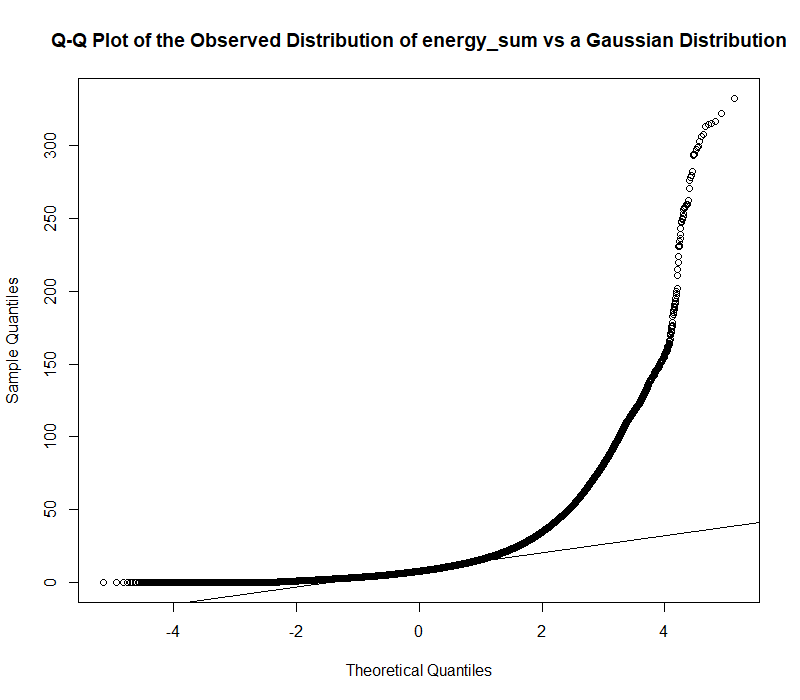 Q-Q Plot of the Observed Distribution of energy_sum vs a Gaussian Distribution
300
250
200
150
100
50
0
Sample Quantiles
-4 -2 0 2 4
Theoretical Quantiles